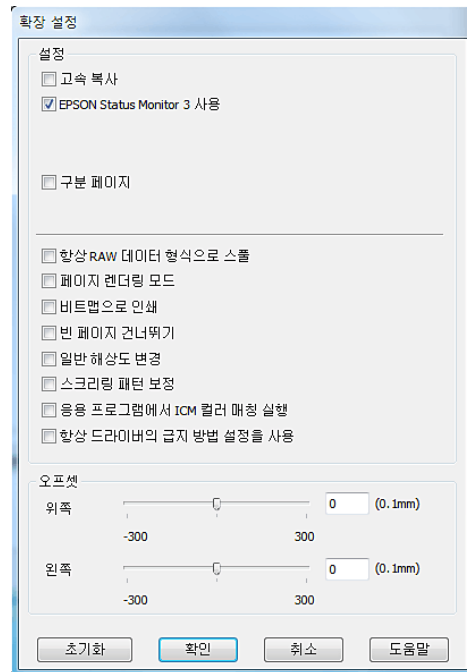 확장 설정
설정
고속 복사
EPSON Status Monitor 3 사용
구분 페이지
항상 RAW 데이터 형식으로 스풀
페이지 렌더링 모드
비트맵으로 인쇄
빈 페이지 건너뛰기
일반 해상도 변경
스크리링 패턴 보정
응용 프로그램에서 ICM 컬러 매칭 실행
항상 드라이버의 급지 방법 설정을 사용
오프셋
위쪽 0 (0.1mm)
-300 300
왼쪽 0 (0.1mm)
-300 300
초기화 확인 취소 도움말